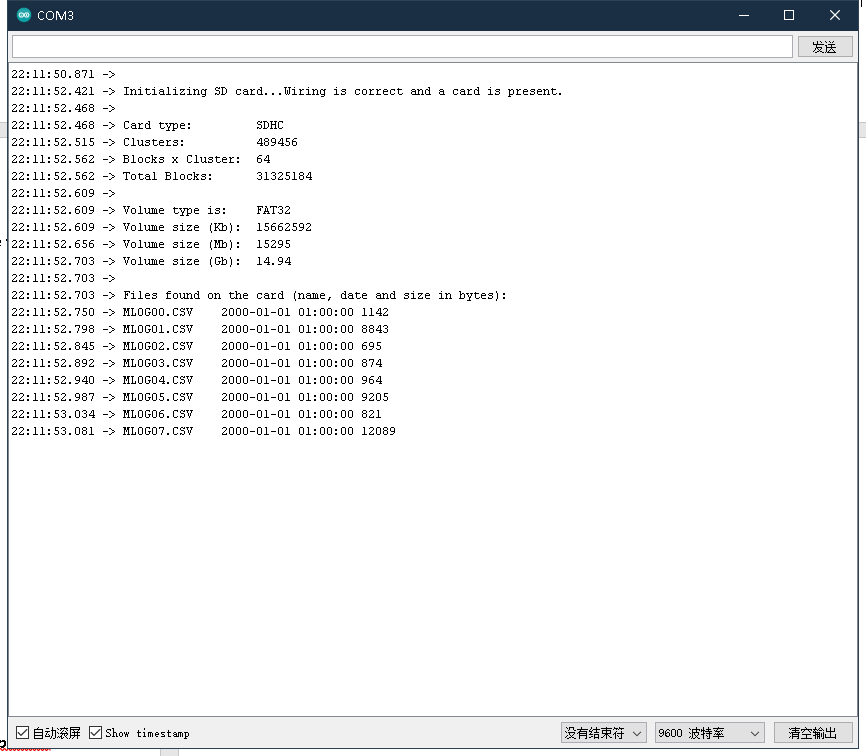 COM3
发送
22:11:50.871 ->
22:11:52.421 -> Initializing SD card...Wiring is correct and a card is present.
22:11:52.468 ->
22:11:52.468 -> Card type:         SDHC
22:11:52.515 -> Clusters:          489456
22:11:52.562 -> Blocks x Cluster:  64
22:11:52.562 -> Total Blocks:      31325184
22:11:52.609 ->
22:11:52.609 -> Volume type is:    FAT32
22:11:52.609 -> Volume size (Kb):  15662592
22:11:52.656 -> Volume size (Mb):  15295
22:11:52.703 -> Volume size (Gb):  14.94
22:11:52.703 ->
22:11:52.703 -> Files found on the card (name, date and size in bytes):
22:11:52.750 -> MLOG00.CSV    2000-01-01 01:00:00 1142
22:11:52.798 -> MLOG01.CSV    2000-01-01 01:00:00 8843
22:11:52.845 -> MLOG02.CSV    2000-01-01 01:00:00 695
22:11:52.892 -> MLOG03.CSV    2000-01-01 01:00:00 874
22:11:52.940 -> MLOG04.CSV    2000-01-01 01:00:00 964
22:11:52.987 -> MLOG05.CSV    2000-01-01 01:00:00 9205
22:11:53.034 -> MLOG06.CSV    2000-01-01 01:00:00 821
22:11:53.081 -> MLOG07.CSV    2000-01-01 01:00:00 12089
自动滚屏 Show timestamp 没有结束符 9600 波特率 清空输出